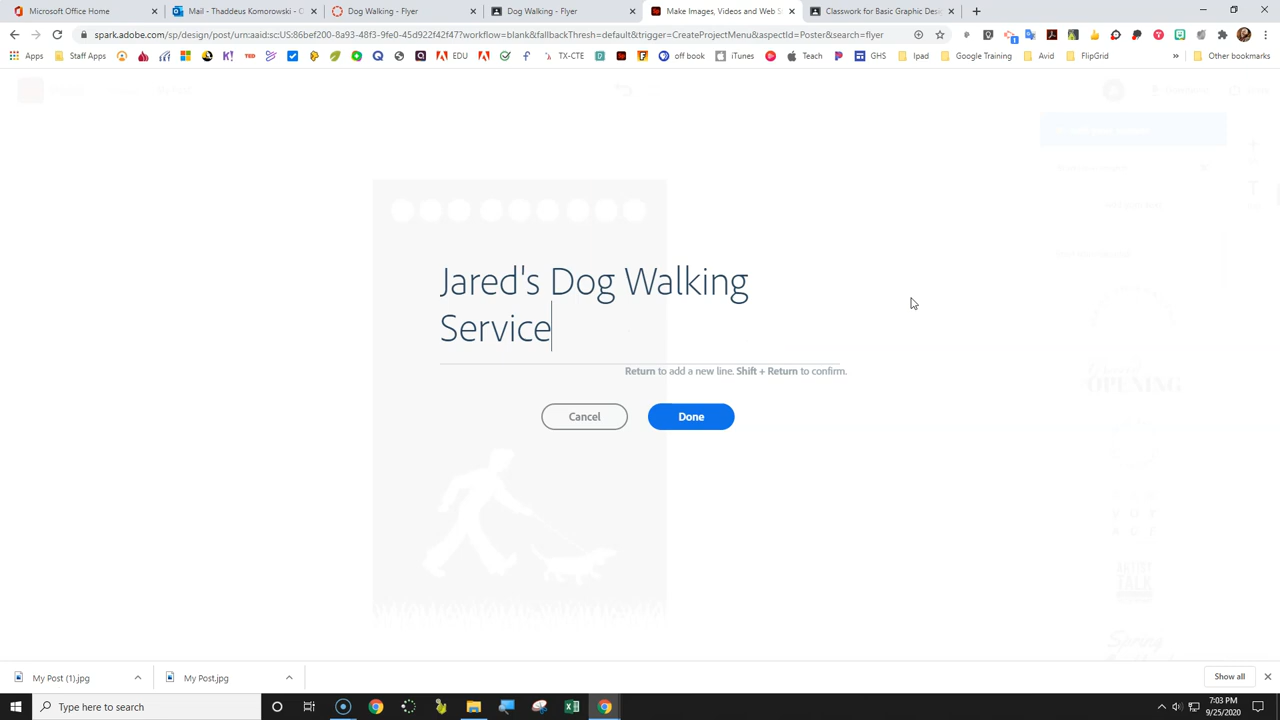 Microsoft Office Home
Mail - Thaddeus Komorowski - O
Dog Walking - Flyer
Dog Walking - Flyer
Make Images, Videos and Web S
Classwork for Basic Graphic Des
spark.adobe.com/sp/design/post/urn:aaid:sc:US:86bef200-8a93-48f3-9fe0-45d922f42f47?workflow=blank&fallbackThresh=default&trigger=CreateProjectMenu&aspectId=Poster&search=flyer
Apps
Staff Apps
TED
EDU
TX-CTE
off book
iTunes
Teach
GHS
Ipad
Google Training
Avid
FlipGrid
»
Other bookmarks
Jared's Dog Walking
Service
Return to add a new line. Shift + Return to confirm.
Cancel
Done
OPENING
My Post (1).jpg
My Post.jpg
Show all
Type here to search
7:03 PM
9/25/2020